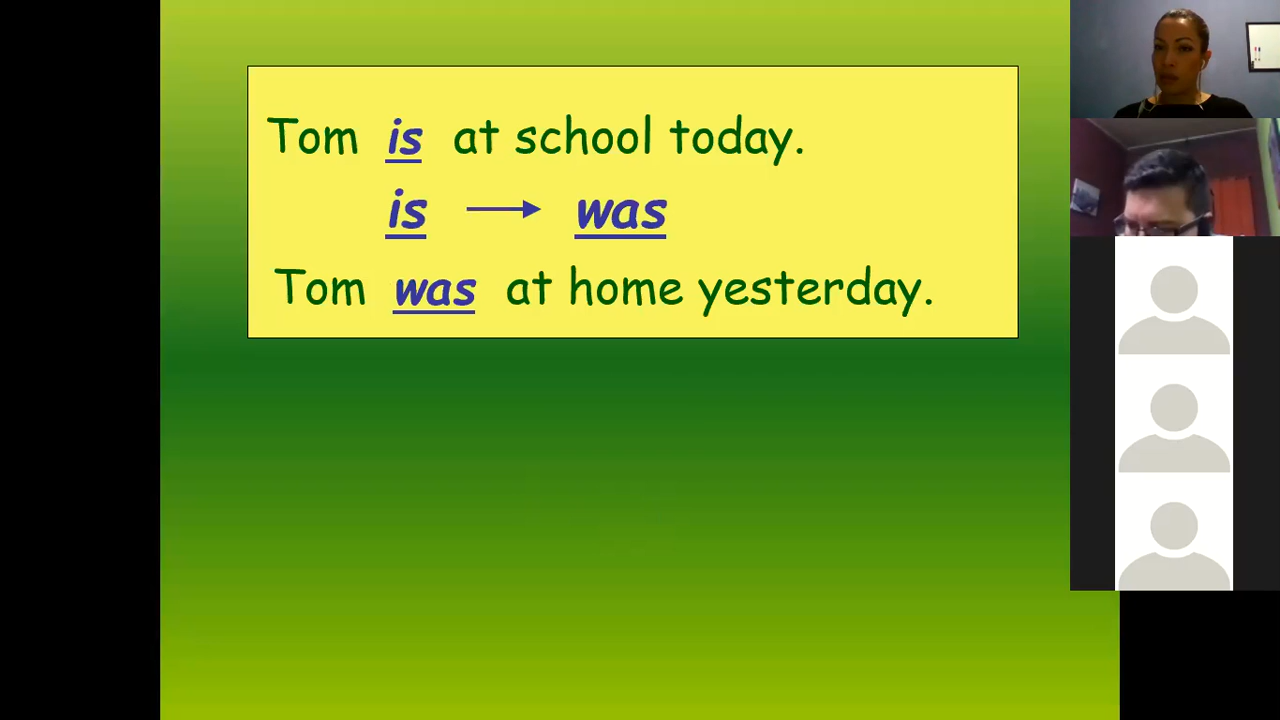 Tom is at school today.
is → was
Tom was at home yesterday.